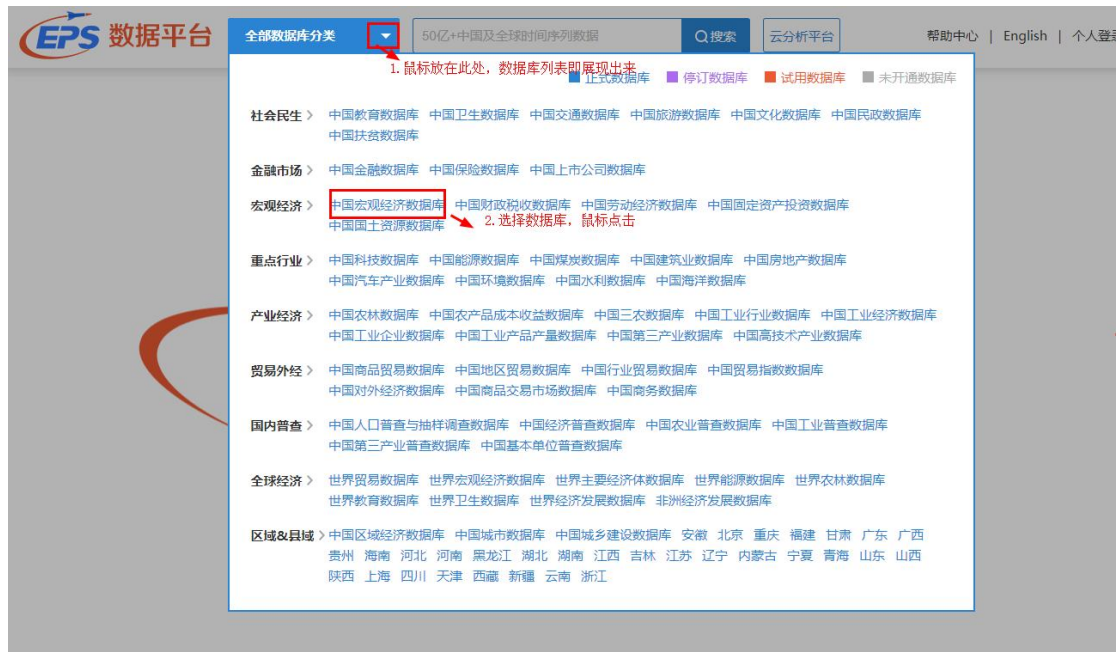 EPS 数据平台 全部数据库分类 50亿+中国及全球时间序列数据 搜索 云分析平台 帮助中心 | English | 个人登录
1.鼠标放在此处，数据库列表即展现出来
正式数据库 停订数据库 试用数据库 未开通数据库
社会民生 > 中国教育数据库 中国卫生数据库 中国交通数据库 中国旅游数据库 中国文化数据库 中国民政数据库
中国扶贫数据库
金融市场 > 中国金融数据库 中国保险数据库 中国上市公司数据库
宏观经济 > 中国宏观经济数据库 中国财政税收数据库 中国劳动经济数据库 中国固定资产投资数据库
中国国土资源数据库
2.选择数据库，鼠标点击
重点行业 > 中国科技数据库 中国能源数据库 中国煤炭数据库 中国建筑业数据库 中国房地产数据库
中国汽车产业数据库 中国环境数据库 中国水利数据库 中国海洋数据库
产业经济 > 中国农林数据库 中国农产品成本收益数据库 中国三农数据库 中国工业行业数据库 中国工业经济数据库
中国工业企业数据库 中国工业产品产量数据库 中国第三产业数据库 中国高技术产业数据库
贸易外经 > 中国商品贸易数据库 中国地区贸易数据库 中国行业贸易数据库 中国贸易指数数据库
中国对外经济数据库 中国商品交易市场数据库 中国商务数据库
国内普查 > 中国人口普查与抽样调查数据库 中国经济普查数据库 中国农业普查数据库 中国工业普查数据库
中国第三产业普查数据库 中国基本单位普查数据库
全球经济 > 世界贸易数据库 世界宏观经济数据库 世界主要经济体数据库 世界能源数据库 世界农林数据库
世界教育数据库 世界卫生数据库 世界经济发展数据库 非洲经济发展数据库
区域&县域 > 中国区域经济数据库 中国城市数据库 中国城乡建设数据库 安徽 北京 重庆 福建 甘肃 广东 广西
贵州 海南 河北 河南 黑龙江 湖北 湖南 江西 吉林 江苏 辽宁 内蒙古 宁夏 青海 山东 山西
陕西 上海 四川 天津 西藏 新疆 云南 浙江